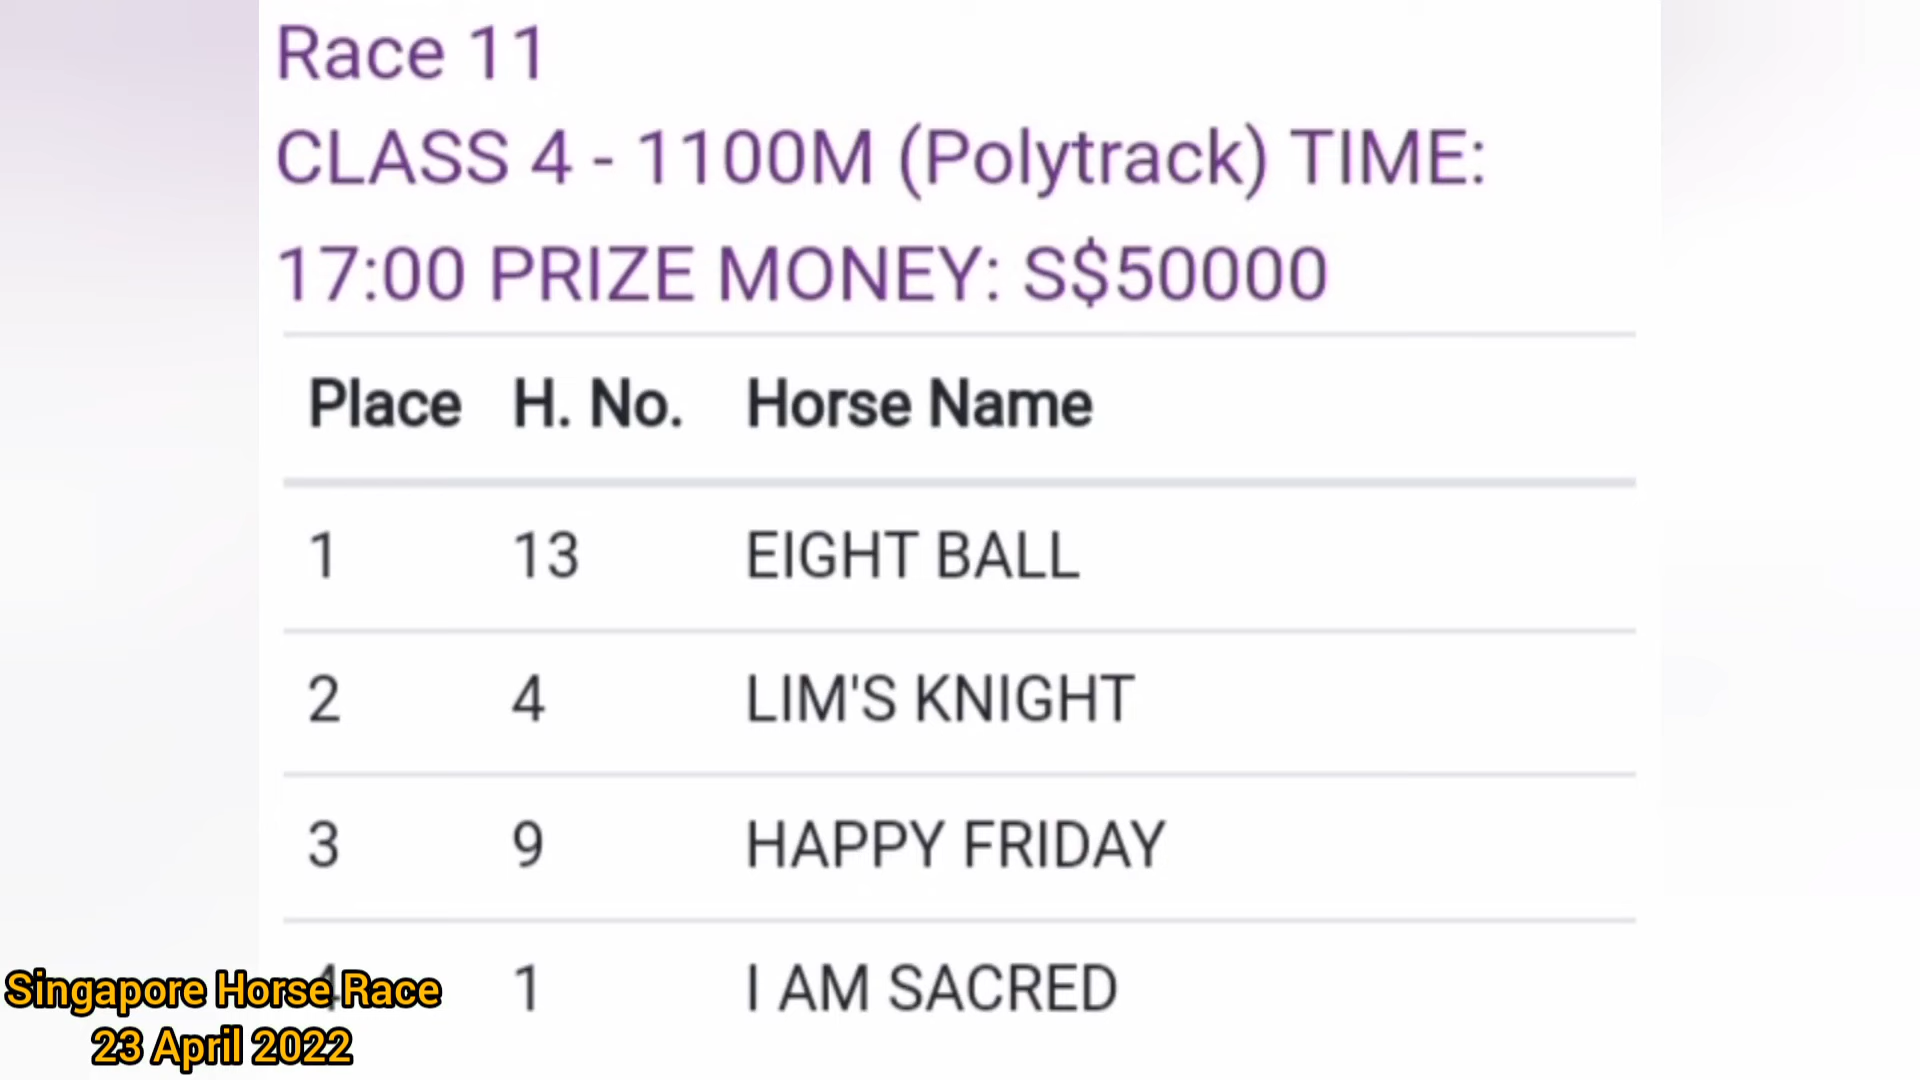 Race 11
CLASS 4 - 1100M (Polytrack) TIME:
17:00 PRIZE MONEY: S$50000
Place H. No. Horse Name
1 13 EIGHT BALL
2 4 LIM'S KNIGHT
3 9 HAPPY FRIDAY
4 1 I AM SACRED
Singapore Horse Race
23 April 2022